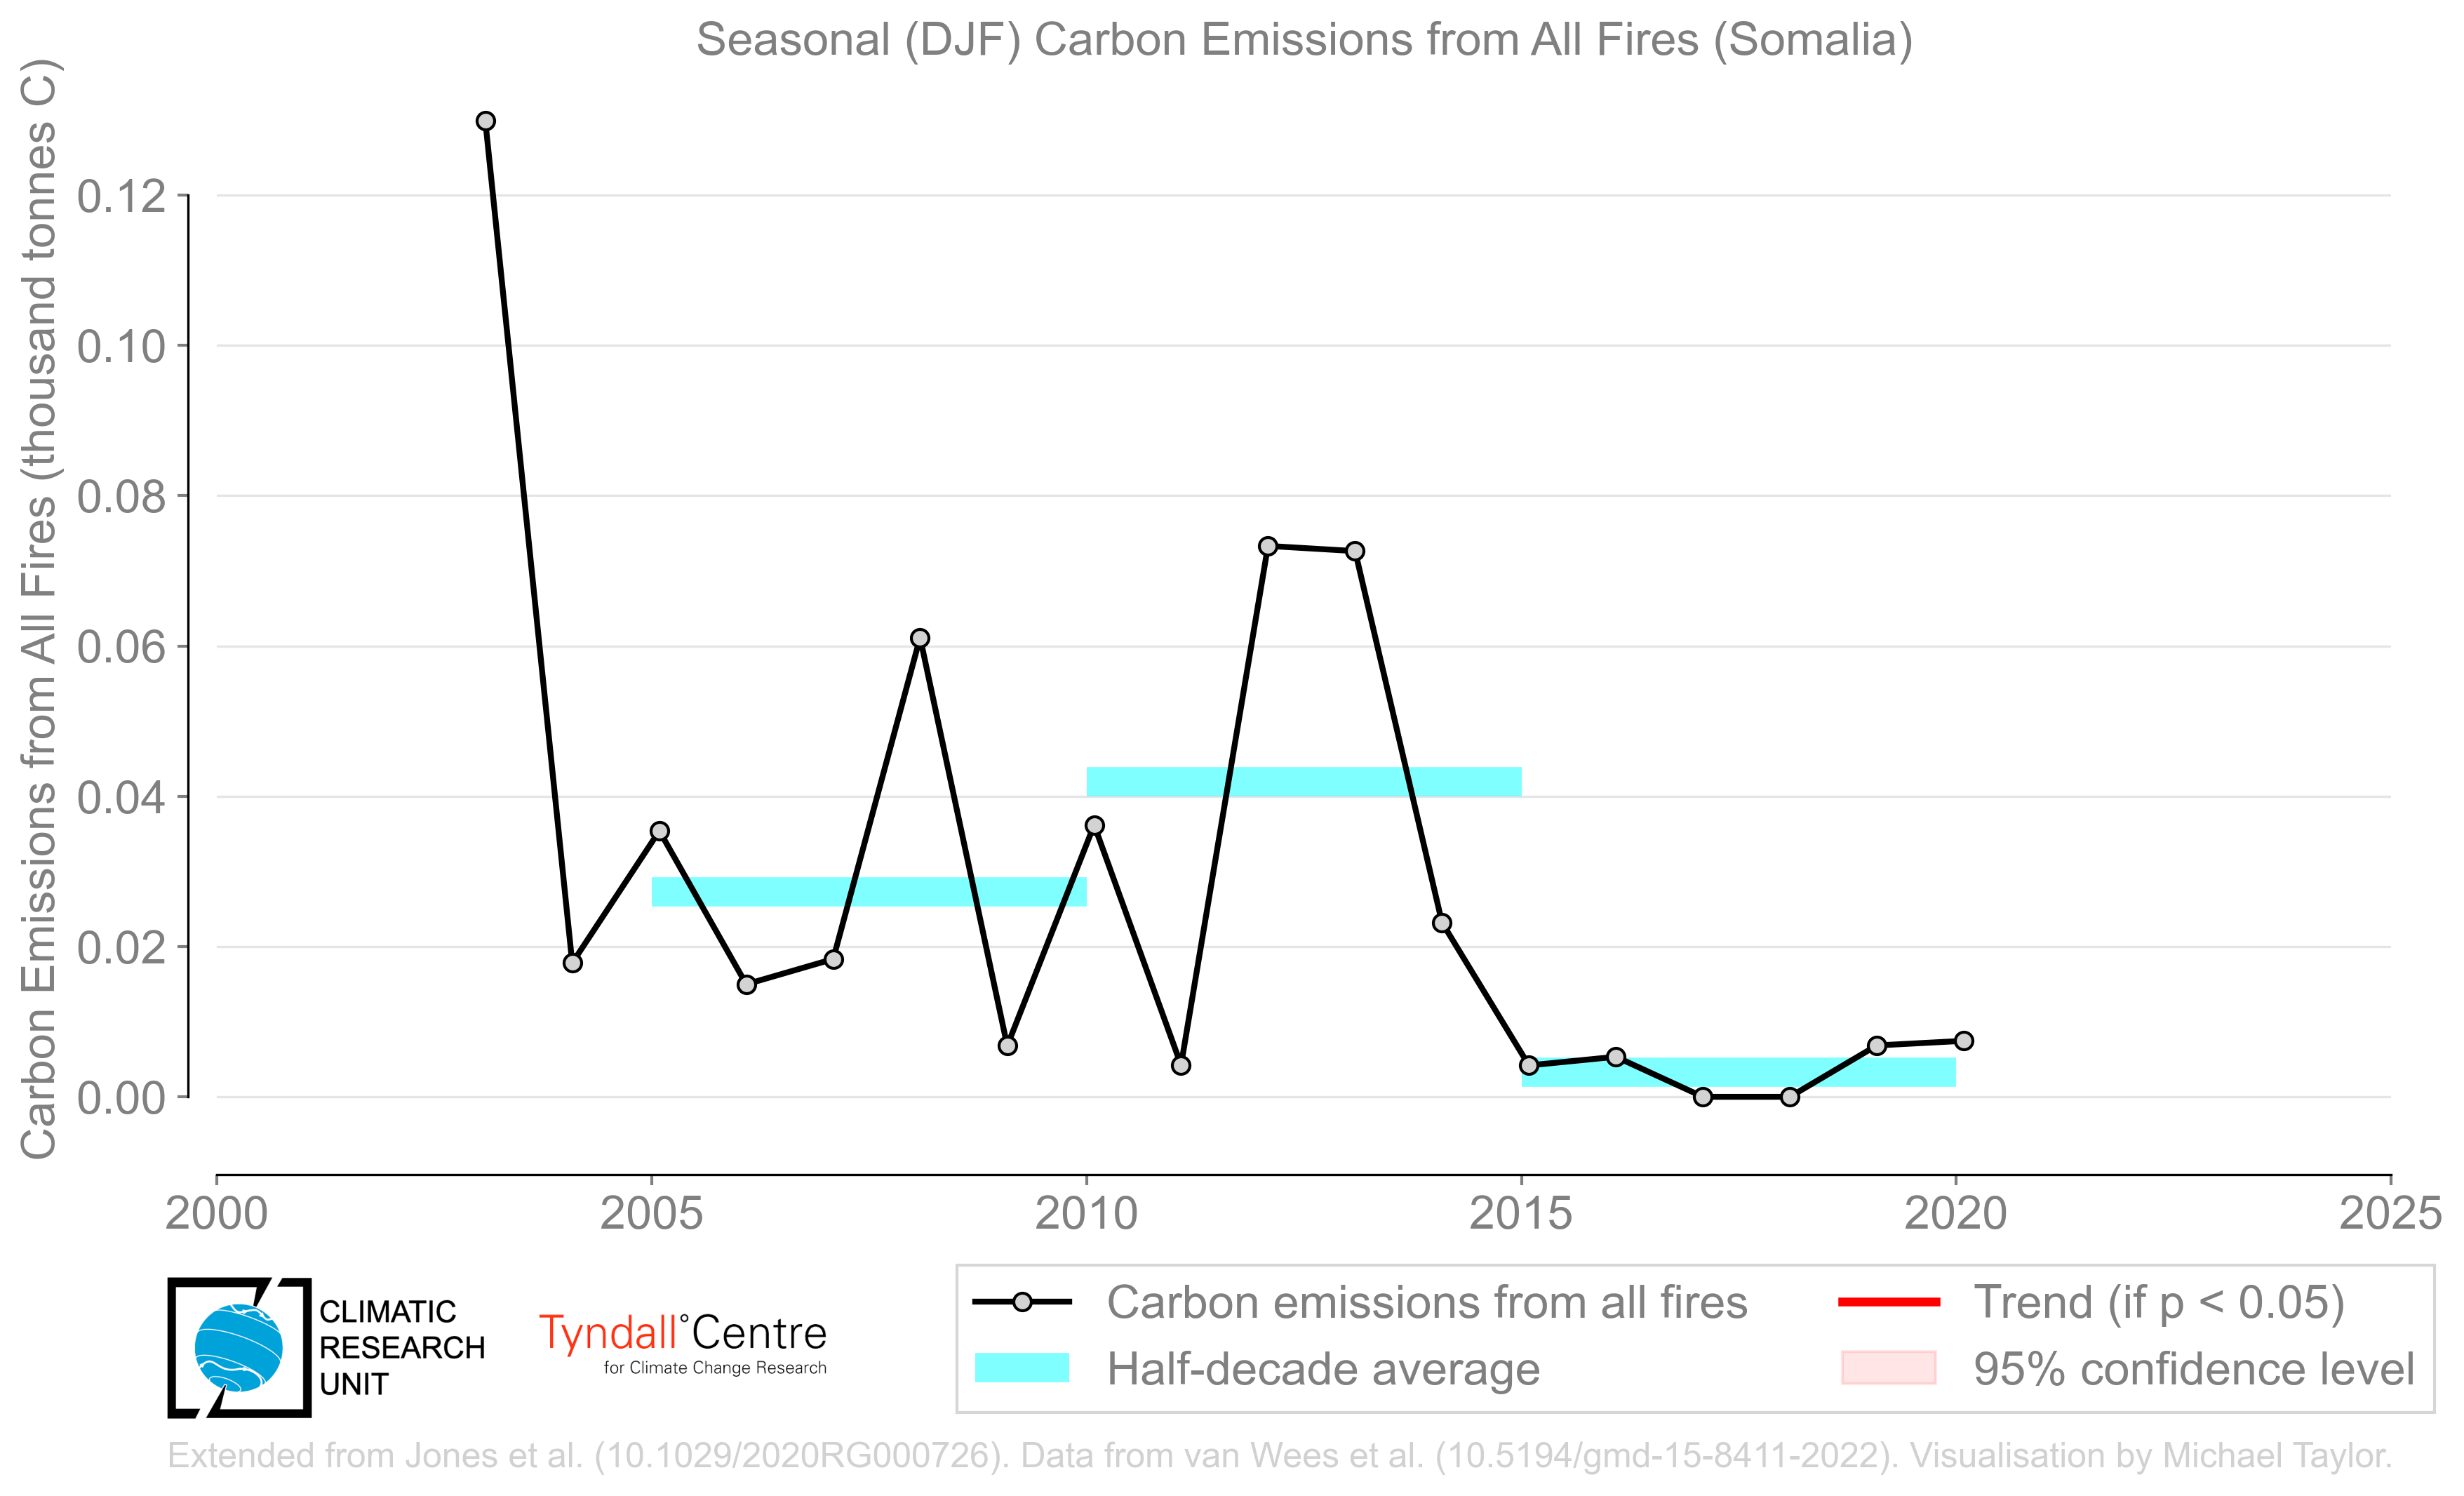 Seasonal (DJF) Carbon Emissions from All Fires (Somalia)
Carbon Emissions from All Fires (thousand tonnes C)
0.12
0.10
0.08
0.06
0.04
0.02
0.00
2000 2005 2010 2015 2020 2025
CLIMATIC
RESEARCH
UNIT
Tyndall°Centre
for Climate Change Research
Carbon emissions from all fires
Half-decade average
Trend (if p < 0.05)
95% confidence level
Extended from Jones et al. (10.1029/2020RG000726). Data from van Wees et al. (10.5194/gmd-15-8411-2022). Visualisation by Michael Taylor.